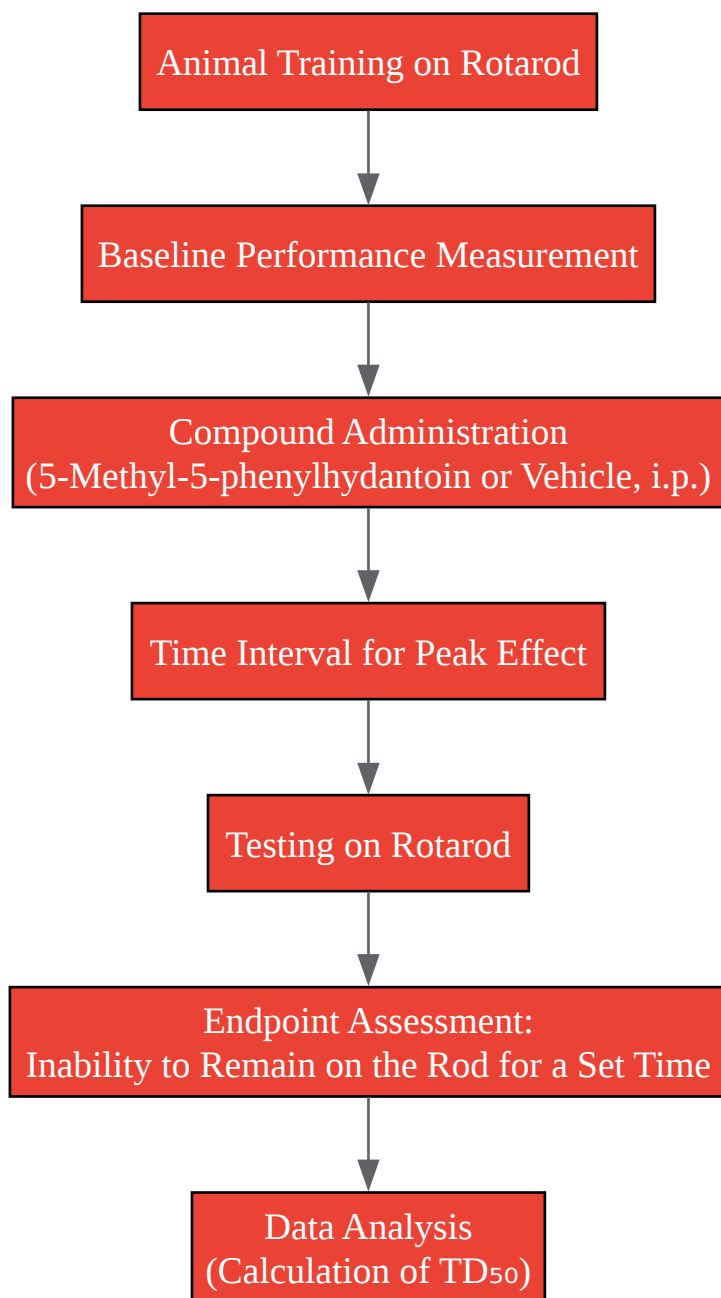 Animal Training on Rotarod
Baseline Performance Measurement
Compound Administration
(5-Methyl-5-phenylhydantoin or Vehicle, i.p.)
Time Interval for Peak Effect
Testing on Rotarod
Endpoint Assessment:
Inability to Remain on the Rod for a Set Time
Data Analysis
(Calculation of TD₅₀)